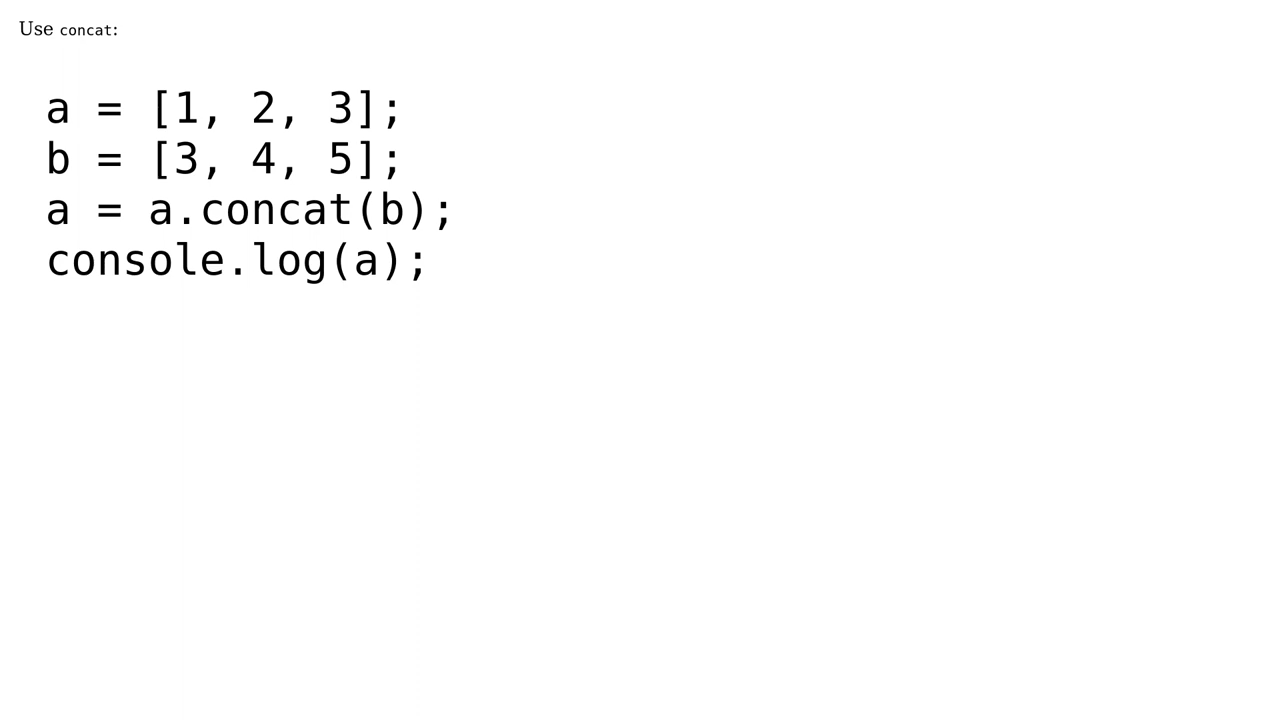 Use concat:
a = [1, 2, 3];
b = [3, 4, 5];
a = a.concat(b);
console.log(a);